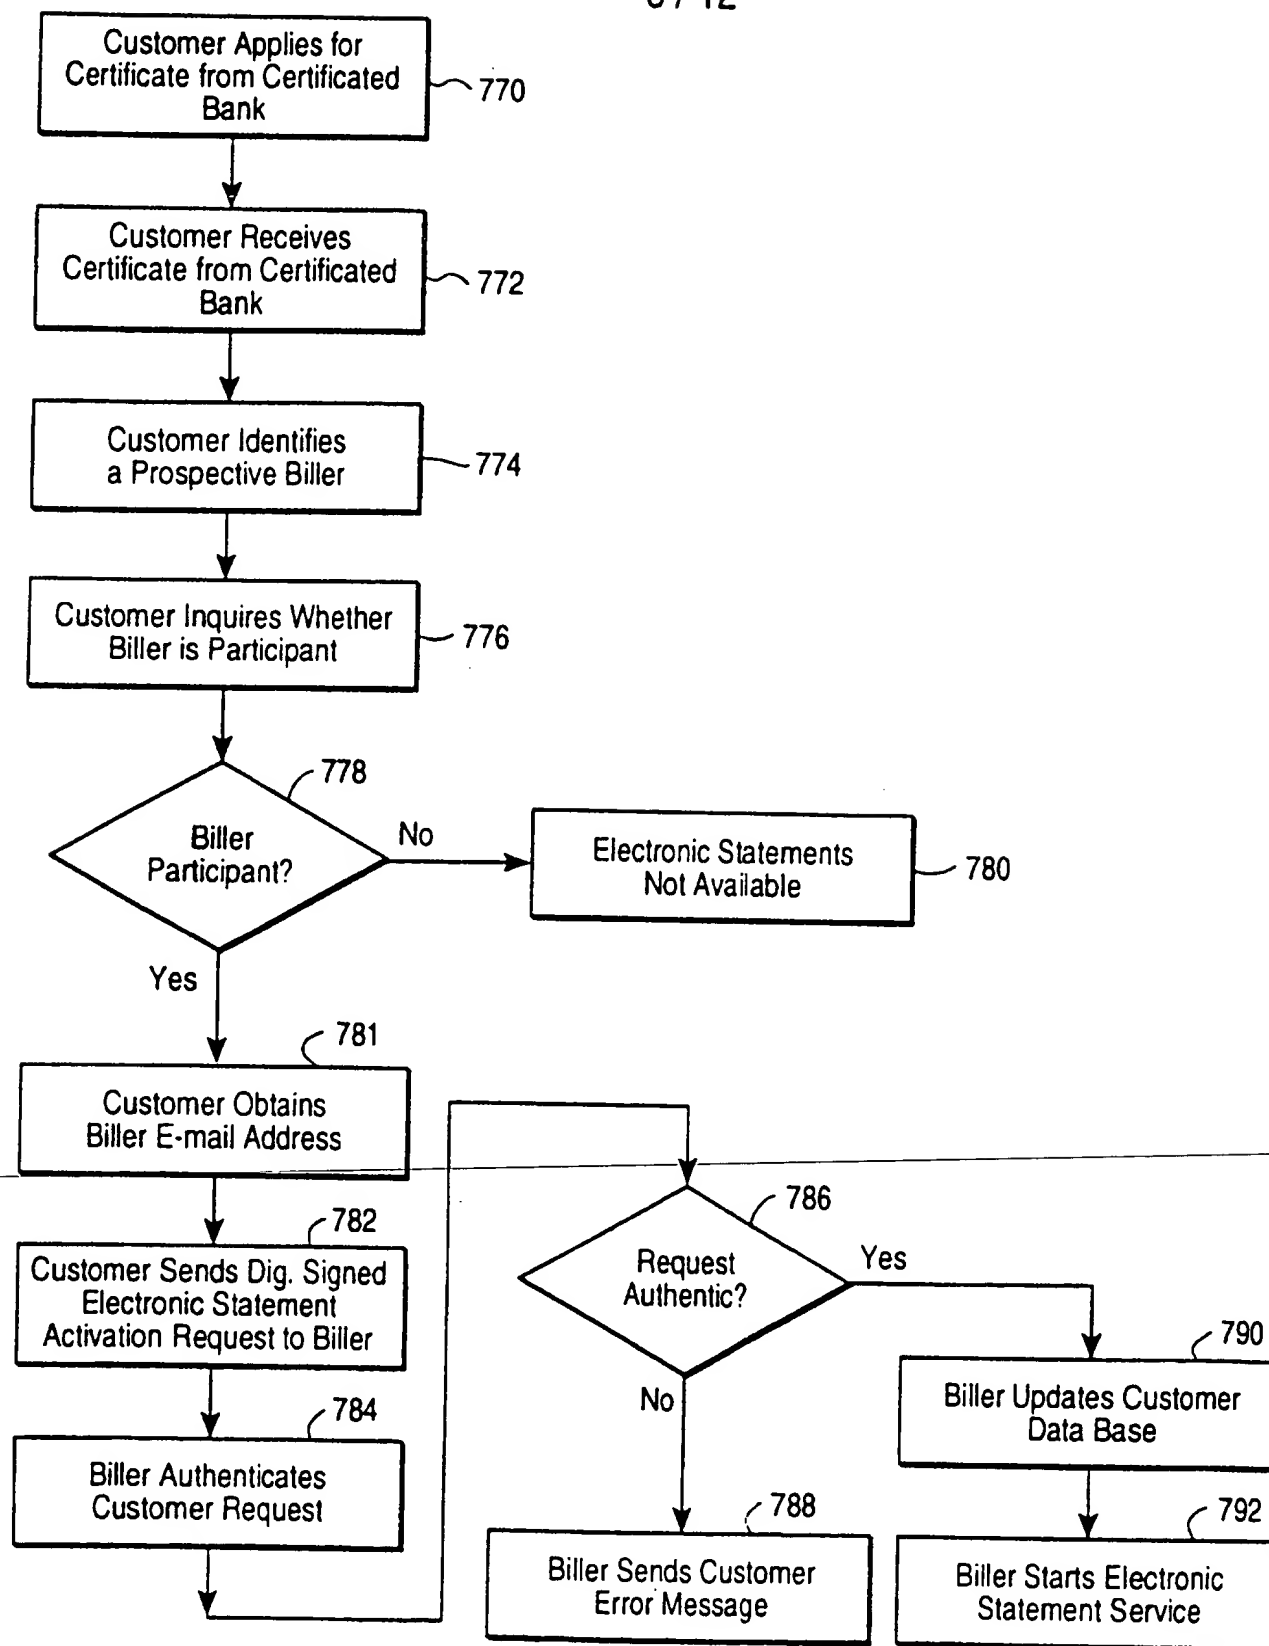 Customer Applies for
Certificate from Certificated
Bank
770
Customer Receives
Certificate from Certificated
Bank
772
Customer Identifies
a Prospective Biller
774
Customer Inquires Whether
Biller is Participant
776
778
Biller
Participant?
No
Electronic Statements
Not Available
780
Yes
781
Customer Obtains
Biller E-mail Address
782
Customer Sends Dig. Signed
Electronic Statement
Activation Request to Biller
784
Biller Authenticates
Customer Request
786
Request
Authentic?
Yes
No
790
Biller Updates Customer
Data Base
788
Biller Sends Customer
Error Message
792
Biller Starts Electronic
Statement Service